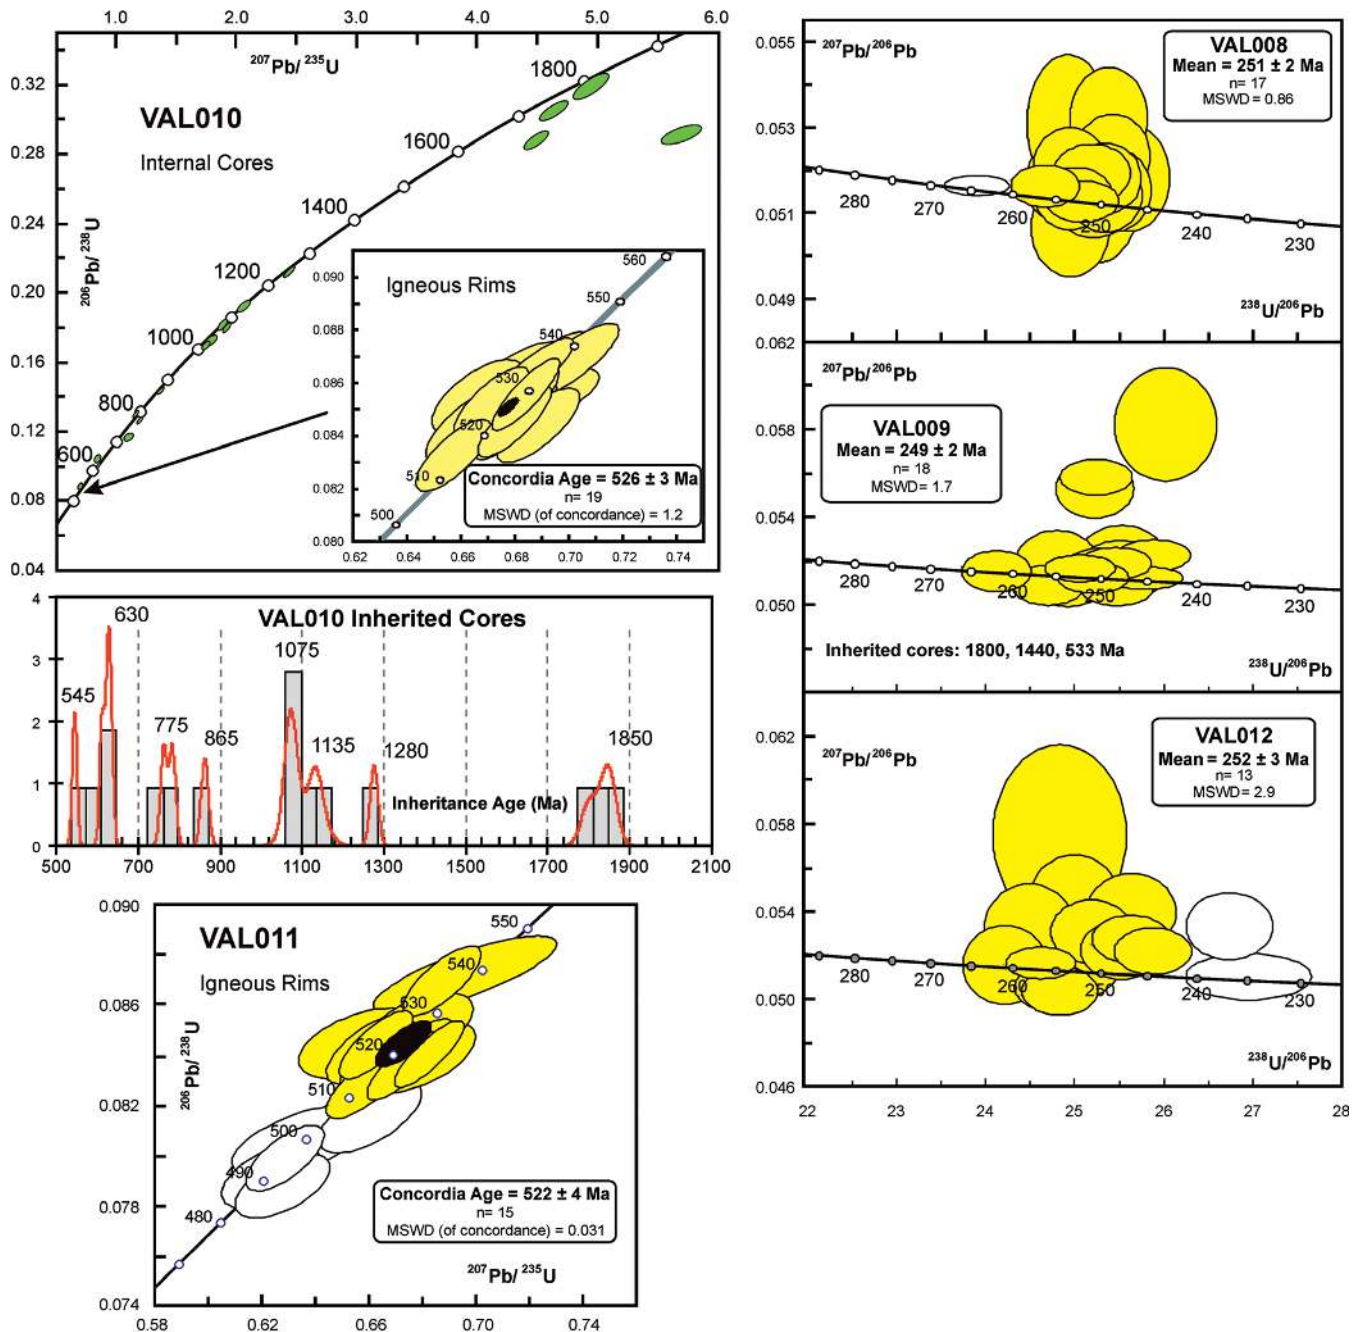 1.0 2.0 3.0 4.0 5.0 6.0
207Pb/ 235U
VAL010
Internal Cores
206Pb/ 238U
0.32
0.28
0.24
0.20
0.16
0.12
0.08
0.04
1800
1600
1400
1200
1000
800
600
Igneous Rims
0.090
0.088
0.086
0.084
0.082
0.080
560
550
540
530
520
510
500
Concordia Age = 526 ± 3 Ma
n= 19
MSWD (of concordance) = 1.2
0.62 0.64 0.66 0.68 0.70 0.72 0.74
VAL010 Inherited Cores
4
3
2
1
0
545
630
775
865
1075
1135
1280
1850
Inheritance Age (Ma)
500 700 900 1100 1300 1500 1700 1900 2100
VAL011
Igneous Rims
206Pb/ 238U
0.090
0.086
0.082
0.078
0.074
550
540
530
520
510
500
490
480
Concordia Age = 522 ± 4 Ma
n= 15
MSWD (of concordance) = 0.031
207Pb/ 235U
0.58 0.62 0.66 0.70 0.74
207Pb/ 206Pb
VAL008
Mean = 251 ± 2 Ma
n= 17
MSWD = 0.86
0.055
0.053
0.051
0.049
280 270 260 250 240 230
238U/206Pb
0.062
207Pb/ 206Pb
VAL009
Mean = 249 ± 2 Ma
n= 18
MSWD= 1.7
0.058
0.054
0.050
280 270 260 250 240 230
Inherited cores: 1800, 1440, 533 Ma
238U/206Pb
207Pb/ 206Pb
VAL012
Mean = 252 ± 3 Ma
n= 13
MSWD= 2.9
0.062
0.058
0.054
0.050
0.046
280 270 260 250 240 230
238U/206Pb
22 23 24 25 26 27 28